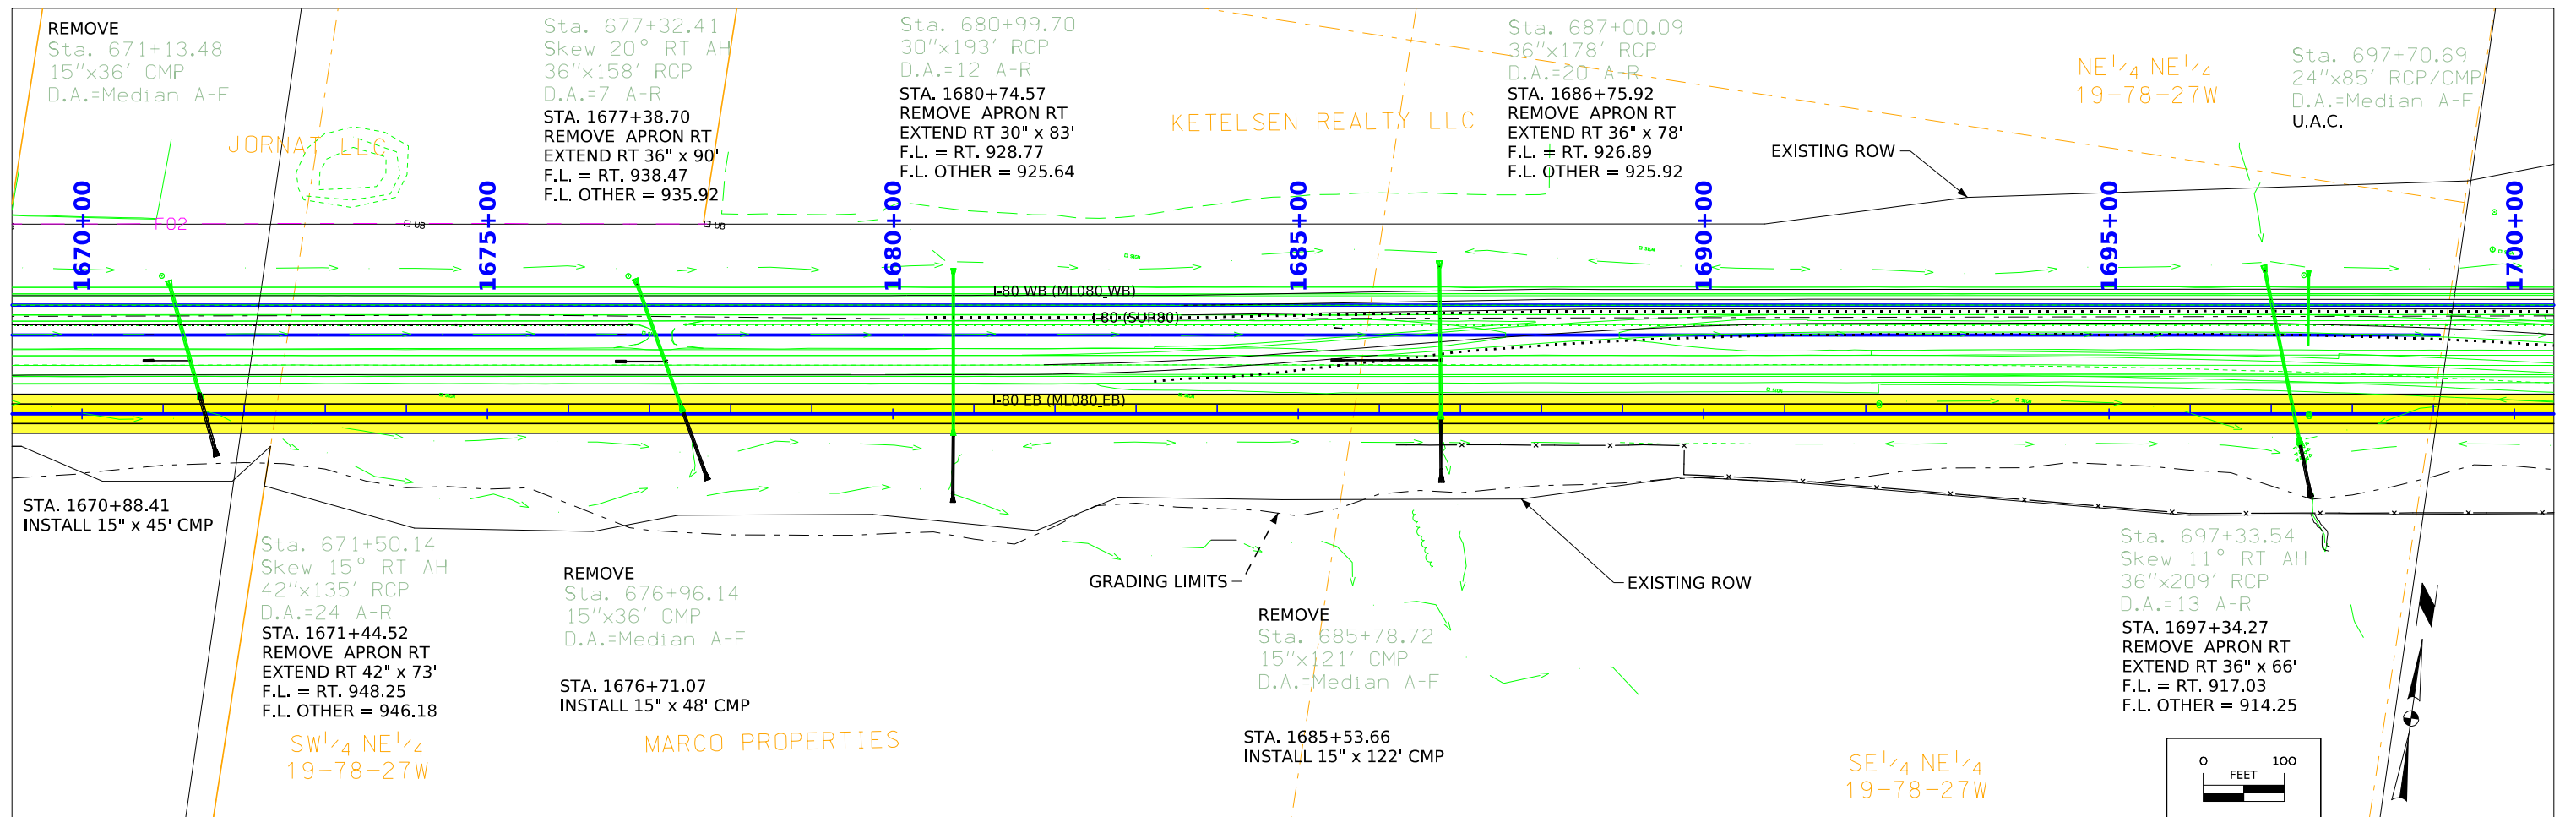 REMOVE
Sta. 671+13.48
15"x36' CMP
D.A.=Median A-F
Sta. 677+32.41
Skew 20° RT AH
36"x158' RCP
D.A.=7 A-R
STA. 1677+38.70
REMOVE APRON RT
EXTEND RT 36" x 90'
F.L. = RT. 938.47
F.L. OTHER = 935.92
Sta. 680+99.70
30"x193' RCP
D.A.=12 A-R
STA. 1680+74.57
REMOVE APRON RT
EXTEND RT 30" x 83'
F.L. = RT. 928.77
F.L. OTHER = 925.64
Sta. 687+00.09
36"x178' RCP
D.A.=20 A-R
STA. 1686+75.92
REMOVE APRON RT
EXTEND RT 36" x 78'
F.L. = RT. 926.89
F.L. OTHER = 925.92
NE¼ NE¼
19-78-27W
Sta. 697+70.69
24"x85' RCP/CMP
D.A.=Median A-F
U.A.C.
JORNAT LLC
KETELSEN REALTY LLC
EXISTING ROW
FO2
UB
UB
1670+00
1675+00
1680+00
1685+00
1690+00
1695+00
1700+00
I-80 WB (ML080_WB)
I-80 (SUR80)
I-80 EB (ML080_EB)
STA. 1670+88.41
INSTALL 15" x 45' CMP
Sta. 671+50.14
Skew 15° RT AH
42"x135' RCP
D.A.=24 A-R
STA. 1671+44.52
REMOVE APRON RT
EXTEND RT 42" x 73'
F.L. = RT. 948.25
F.L. OTHER = 946.18
SW¼ NE¼
19-78-27W
REMOVE
Sta. 676+96.14
15"x36' CMP
D.A.=Median A-F
STA. 1676+71.07
INSTALL 15" x 48' CMP
MARCO PROPERTIES
GRADING LIMITS
EXISTING ROW
REMOVE
Sta. 685+78.72
15"x121' CMP
D.A.=Median A-F
STA. 1685+53.66
INSTALL 15" x 122' CMP
Sta. 697+33.54
Skew 11° RT AH
36"x209' RCP
D.A.=13 A-R
STA. 1697+34.27
REMOVE APRON RT
EXTEND RT 36" x 66'
F.L. = RT. 917.03
F.L. OTHER = 914.25
SE¼ NE¼
19-78-27W
0 100
FEET